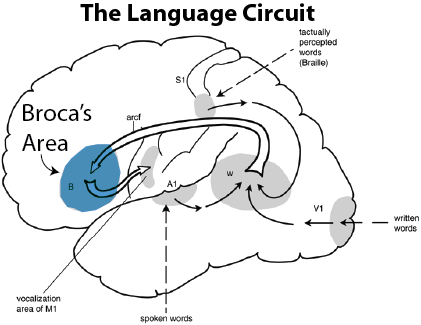 The Language Circuit
tactually
percepted
words
(Braille)
S1
Broca's
Area
arcf
B
A1
w
V1
written
words
vocalization
area of M1
spoken words